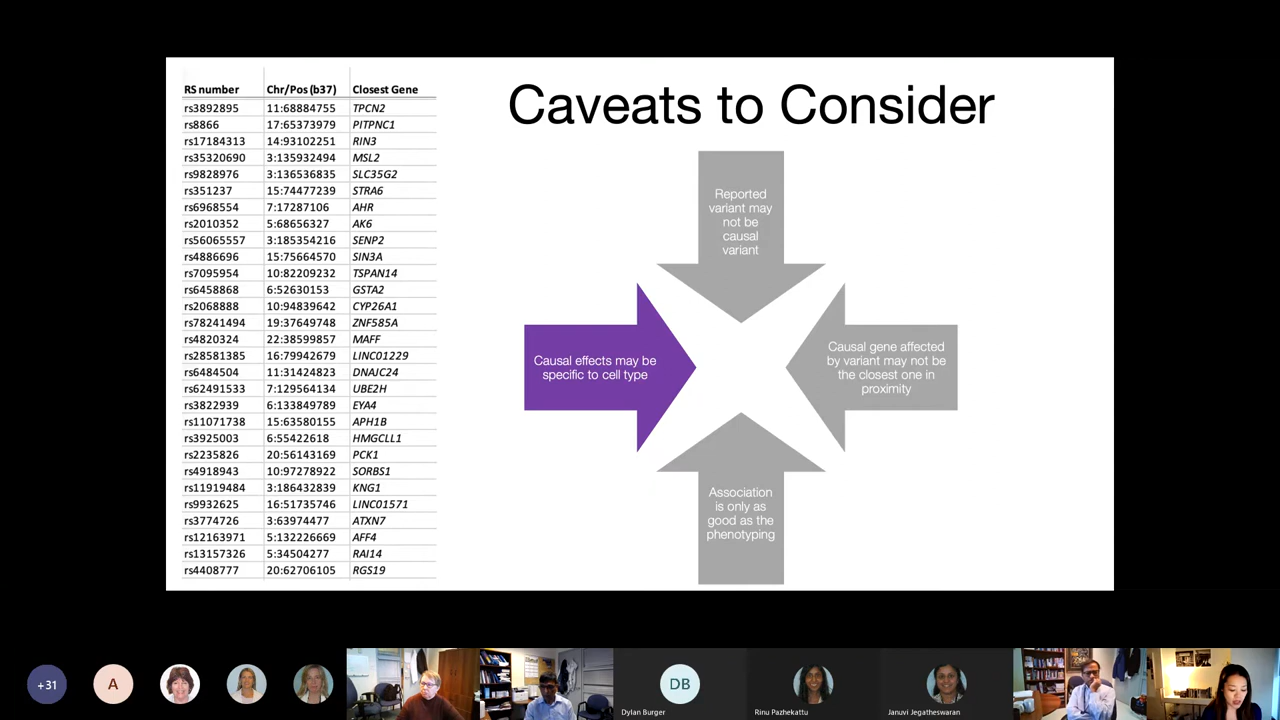 Caveats to Consider
RS number Chr/Pos (b37) Closest Gene
rs3892895 11:68884755 TPCN2
rs8866 17:65373979 PITPNC1
rs17184313 14:93102251 RIN3
rs35320690 3:135932494 MSL2
rs9828976 3:136536835 SLC35G2
rs351237 15:74477239 STRA6
rs6968554 7:17287106 AHR
rs2010352 5:68656327 AK6
rs56065557 3:185354216 SENP2
rs4886696 15:75664570 SIN3A
rs7095954 10:82209232 TSPAN14
rs6458868 6:52630153 GSTA2
rs2068888 10:94839642 CYP26A1
rs78241494 19:37649748 ZNF585A
rs4820324 22:38599857 MAFF
rs28581385 16:79942679 LINC01229
rs6484504 11:31424823 DNAJC24
rs62491533 7:129564134 UBE2H
rs3822939 6:133849789 EYA4
rs11071738 15:63580155 APH1B
rs3925003 6:55422618 HMGCLL1
rs2235826 20:56143169 PCK1
rs4918943 10:97278922 SORBS1
rs11919484 3:186432839 KNG1
rs9932625 16:51735746 LINC01571
rs3774726 3:63974477 ATXN7
rs12163971 5:132226669 AFF4
rs13157326 5:34504277 RAI14
rs4408777 20:62706105 RGS19
Reported
variant may
not be
causal
variant
Causal effects may be
specific to cell type
Causal gene affected
by variant may not be
the closest one in
proximity
Association
is only as
good as the
phenotyping
+31
A
DB
Dylan Burger
Rinu Pazhekattu
Januvi Jegatheswaran